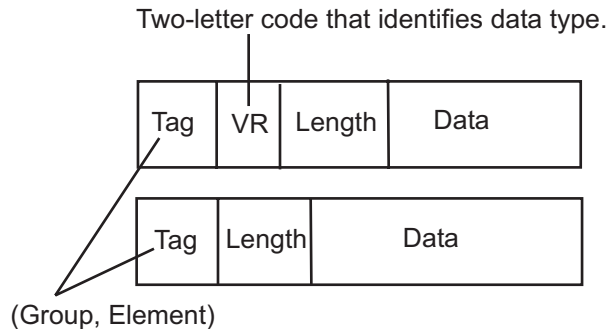 Two-letter code that identifies data type.
Tag VR Length Data
Tag Length Data
(Group, Element)